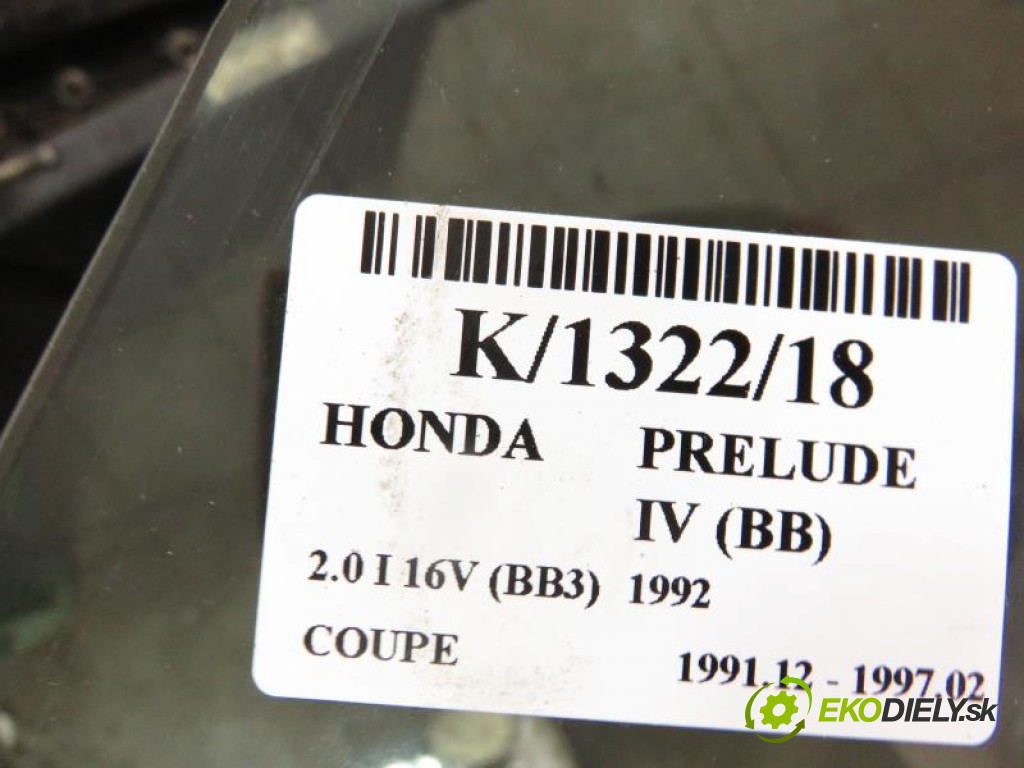 K/1322/18
HONDA PRELUDE
IV (BB)
2.0 I 16V (BB3) 1992
COUPE
1991.12 - 1997.02
EKODIELY.sk